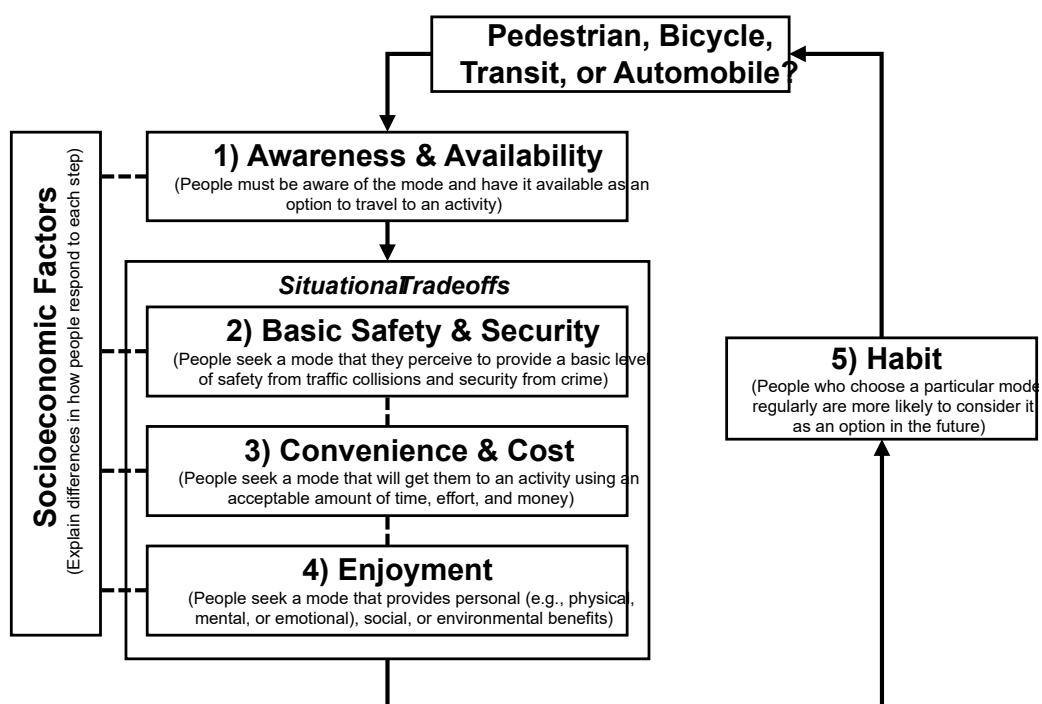 Pedestrian, Bicycle,
Transit, or Automobile?
Socioeconomic Factors
(Explain differences in how people respond to each step)
1) Awareness & Availability
(People must be aware of the mode and have it available as an
option to travel to an activity)
Situational Tradeoffs
2) Basic Safety & Security
(People seek a mode that they perceive to provide a basic level
of safety from traffic collisions and security from crime)
3) Convenience & Cost
(People seek a mode that will get them to an activity using an
acceptable amount of time, effort, and money)
4) Enjoyment
(People seek a mode that provides personal (e.g., physical,
mental, or emotional), social, or environmental benefits)
5) Habit
(People who choose a particular mode
regularly are more likely to consider it
as an option in the future)